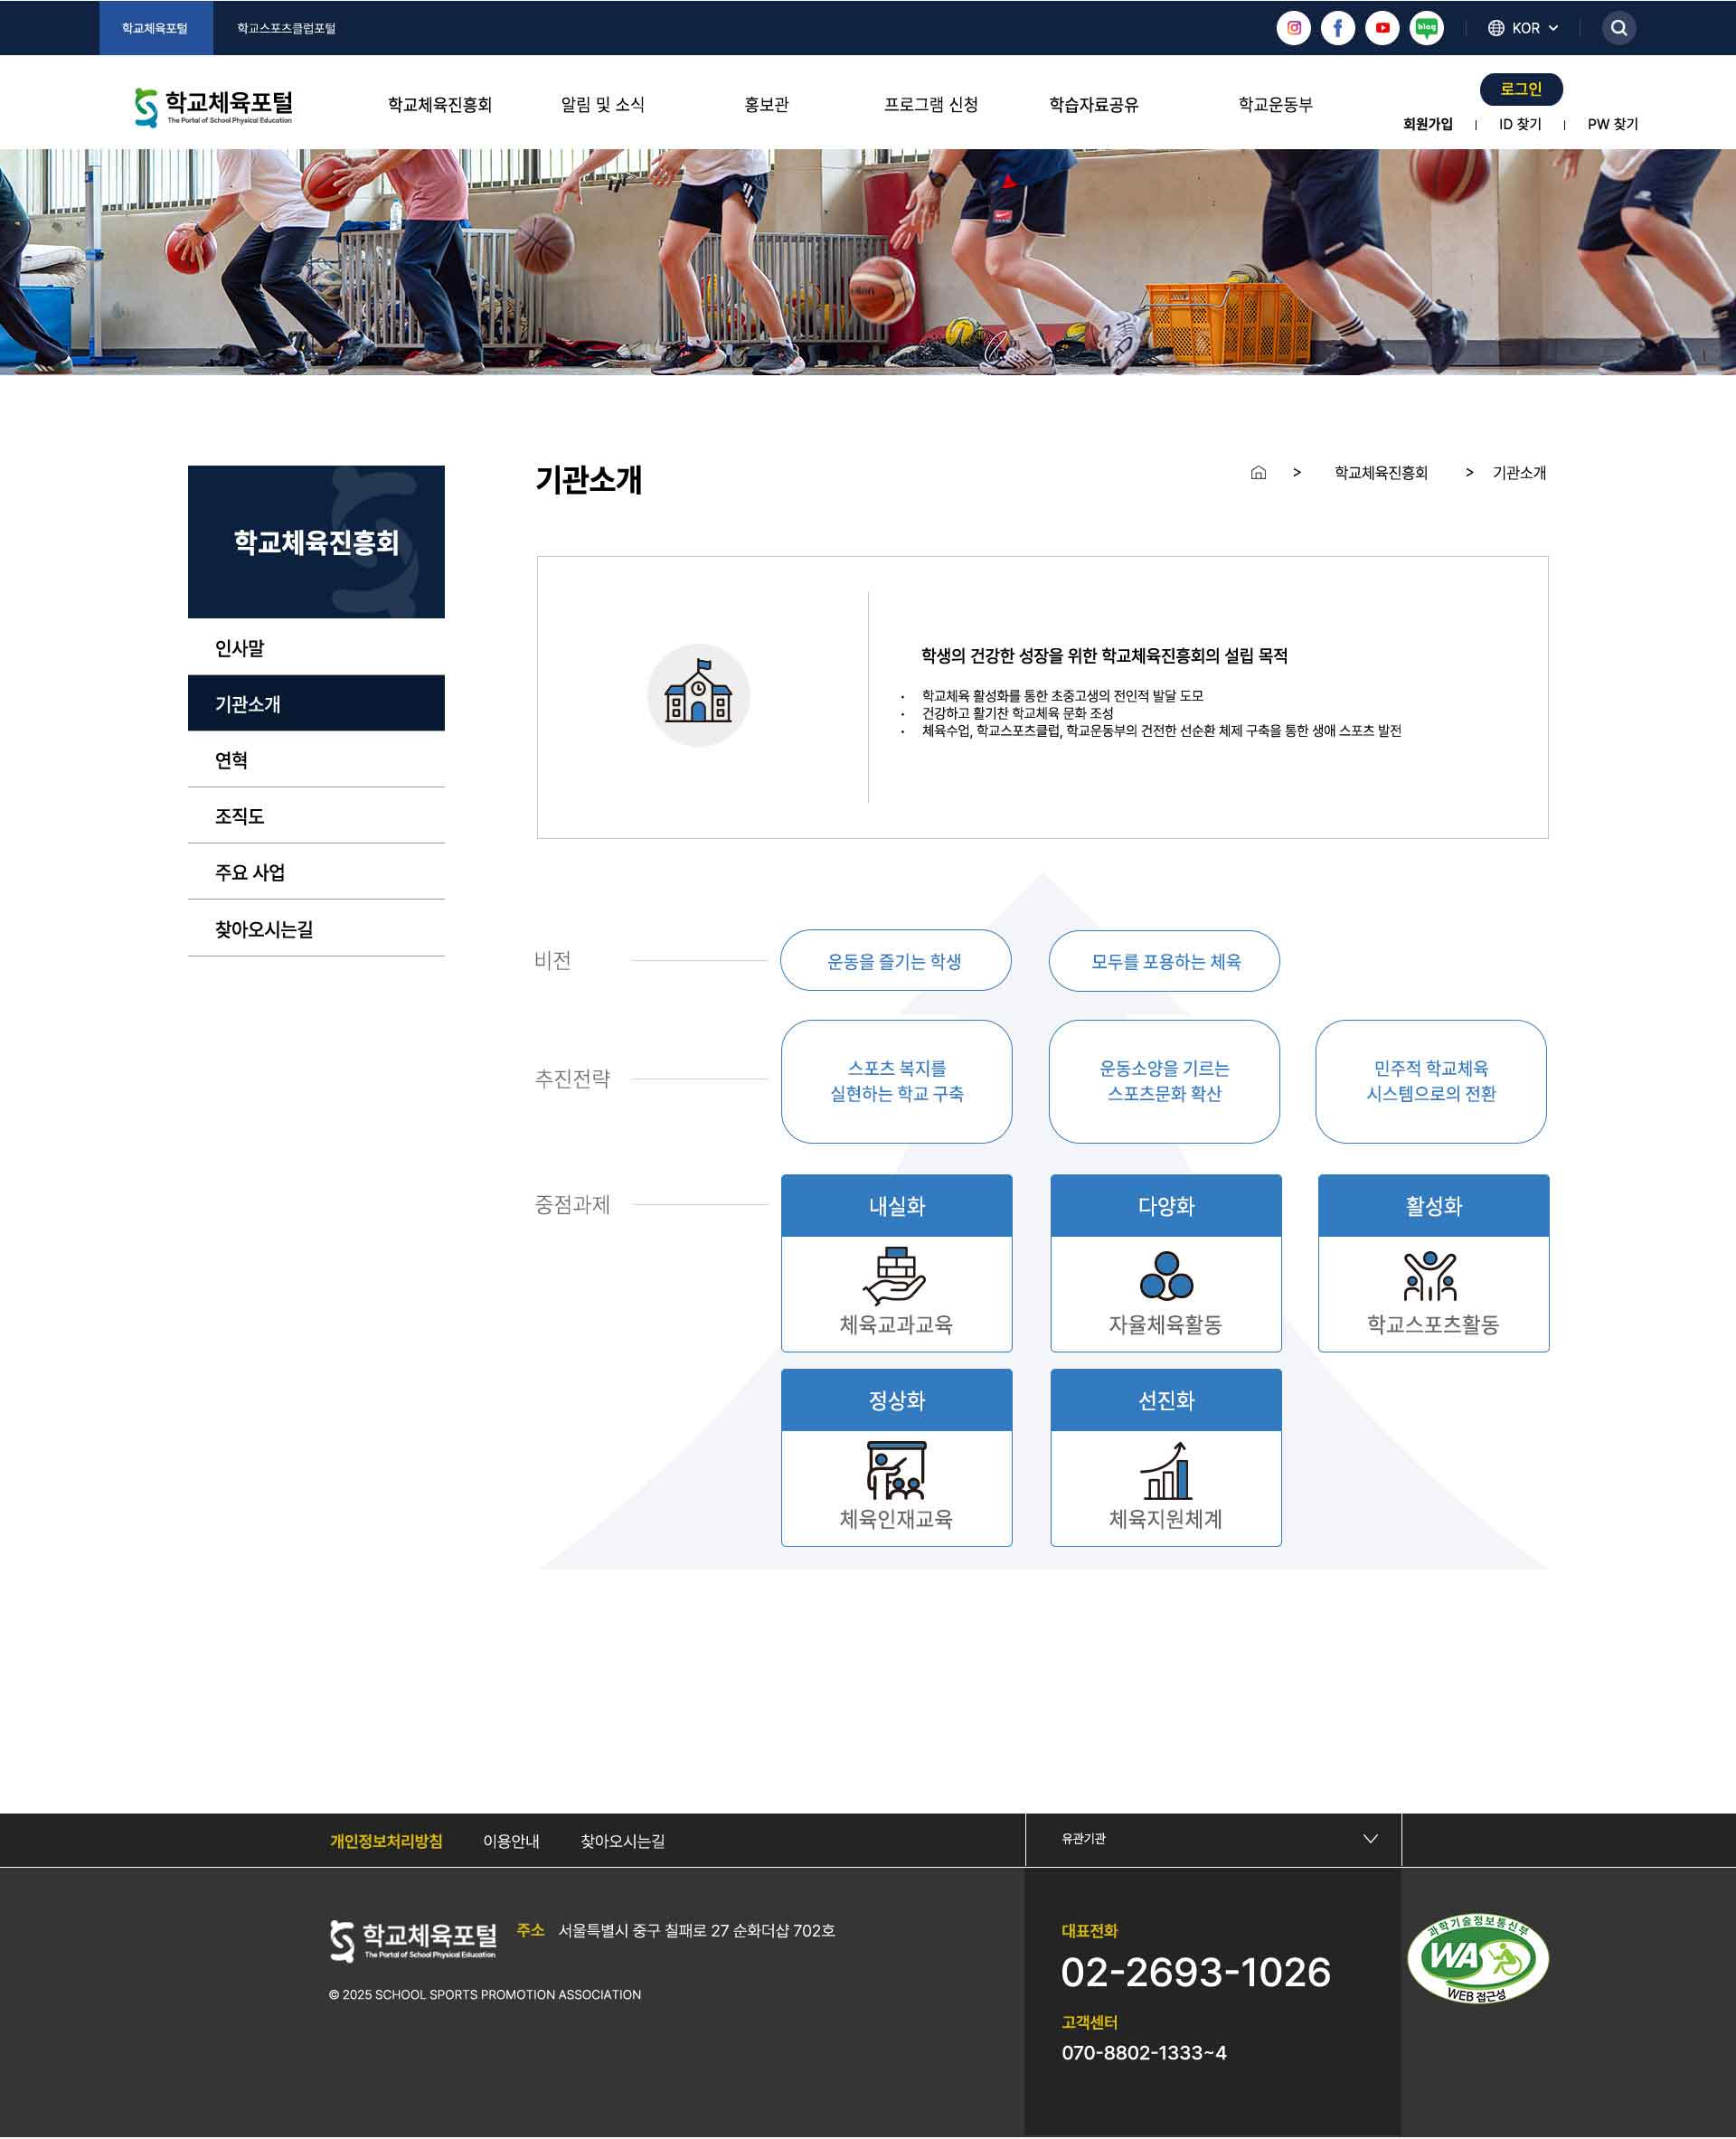 학교체육포털
학교스포츠클럽포털
blog
KOR
학교체육포털
The Portal of School Physical Education
학교체육진흥회
알림 및 소식
홍보관
프로그램 신청
학습자료공유
학교운동부
로그인
회원가입
ID 찾기
PW 찾기
학교체육진흥회
인사말
기관소개
연혁
조직도
주요 사업
찾아오시는길
기관소개
> 학교체육진흥회 > 기관소개
학생의 건강한 성장을 위한 학교체육진흥회의 설립 목적
• 학교체육 활성화를 통한 초중고생의 전인적 발달 도모
• 건강하고 활기찬 학교체육 문화 조성
• 체육수업, 학교스포츠클럽, 학교운동부의 건전한 선순환 체제 구축을 통한 생애 스포츠 발전
비전
운동을 즐기는 학생
모두를 포용하는 체육
추진전략
스포츠 복지를
실현하는 학교 구축
운동소양을 기르는
스포츠문화 확산
민주적 학교체육
시스템으로의 전환
중점과제
내실화
체육교과교육
다양화
자율체육활동
활성화
학교스포츠활동
정상화
체육인재교육
선진화
체육지원체계
개인정보처리방침
이용안내
찾아오시는길
유관기관
학교체육포털
The Portal of School Physical Education
주소 서울특별시 중구 칠패로 27 순화더샵 702호
© 2025 SCHOOL SPORTS PROMOTION ASSOCIATION
대표전화
02-2693-1026
고객센터
070-8802-1333~4
과학기술정보통신부
WA
WEB 접근성